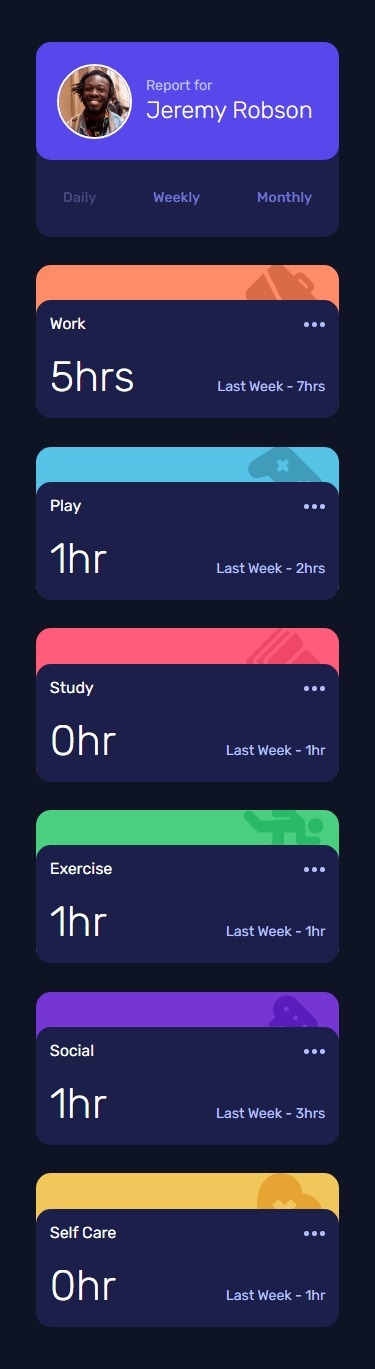 Report for
Jeremy Robson
Daily Weekly Monthly
Work
5hrs Last Week - 7hrs
Play
1hr Last Week - 2hrs
Study
0hr Last Week - 1hr
Exercise
1hr Last Week - 1hr
Social
1hr Last Week - 3hrs
Self Care
0hr Last Week - 1hr